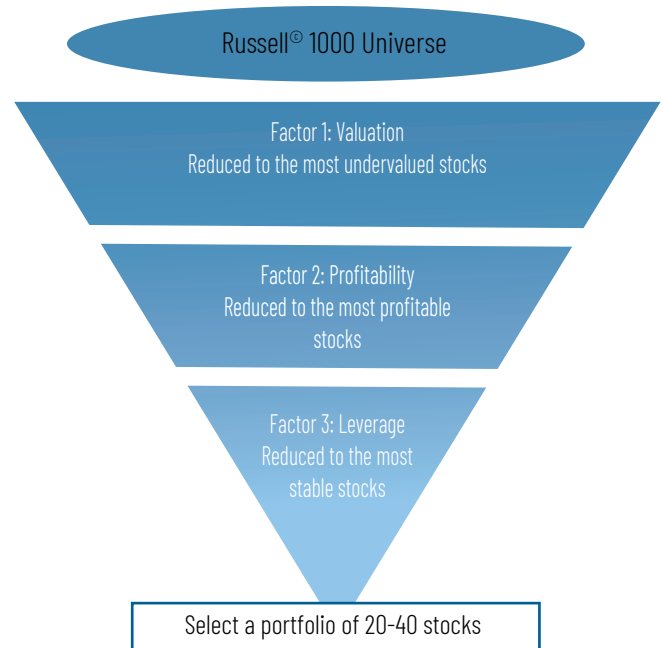 Russell© 1000 Universe
Factor 1: Valuation
Reduced to the most undervalued stocks
Factor 2: Profitability
Reduced to the most profitable
stocks
Factor 3: Leverage
Reduced to the most
stable stocks
Select a portfolio of 20-40 stocks